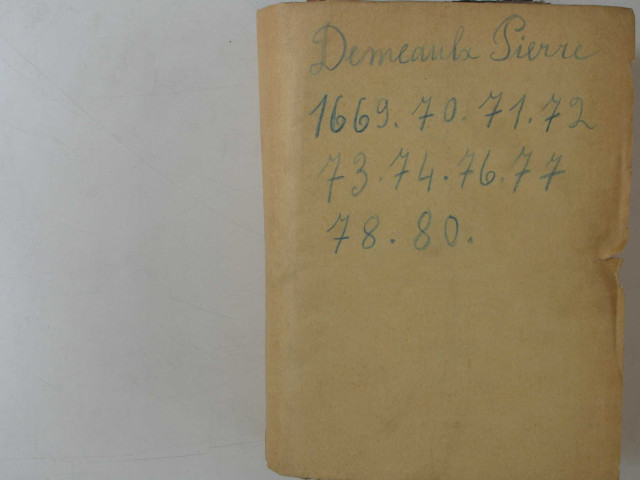 Demeaulx Pierre
1669. 70. 71. 72
73. 74. 76. 77
78. 80.